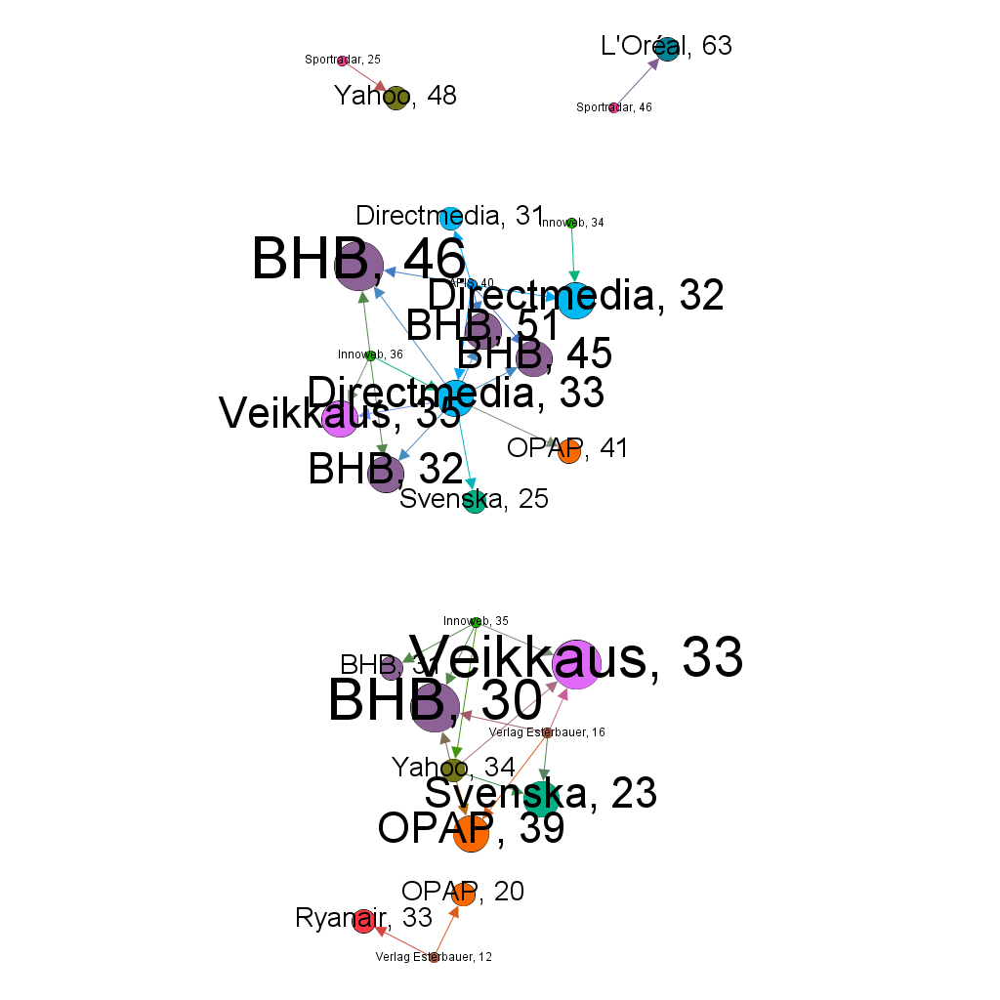 L'Oréal, 63
Sportradar, 25
Yahoo, 48
Sportradar, 46
Directmedia, 31
Innoweb, 34
BHB, 46
APIS, 40
Directmedia, 32
BHB, 51
BHB, 45
Innoweb, 36
Directmedia, 33
Veikkaus, 35
OPAP, 41
BHB, 32
Svenska, 25
Innoweb, 35
Veikkaus, 33
BHB, 31
BHB, 30
Verlag Esterbauer, 16
Yahoo, 34
Svenska, 23
OPAP, 39
OPAP, 20
Ryanair, 33
Verlag Esterbauer, 12